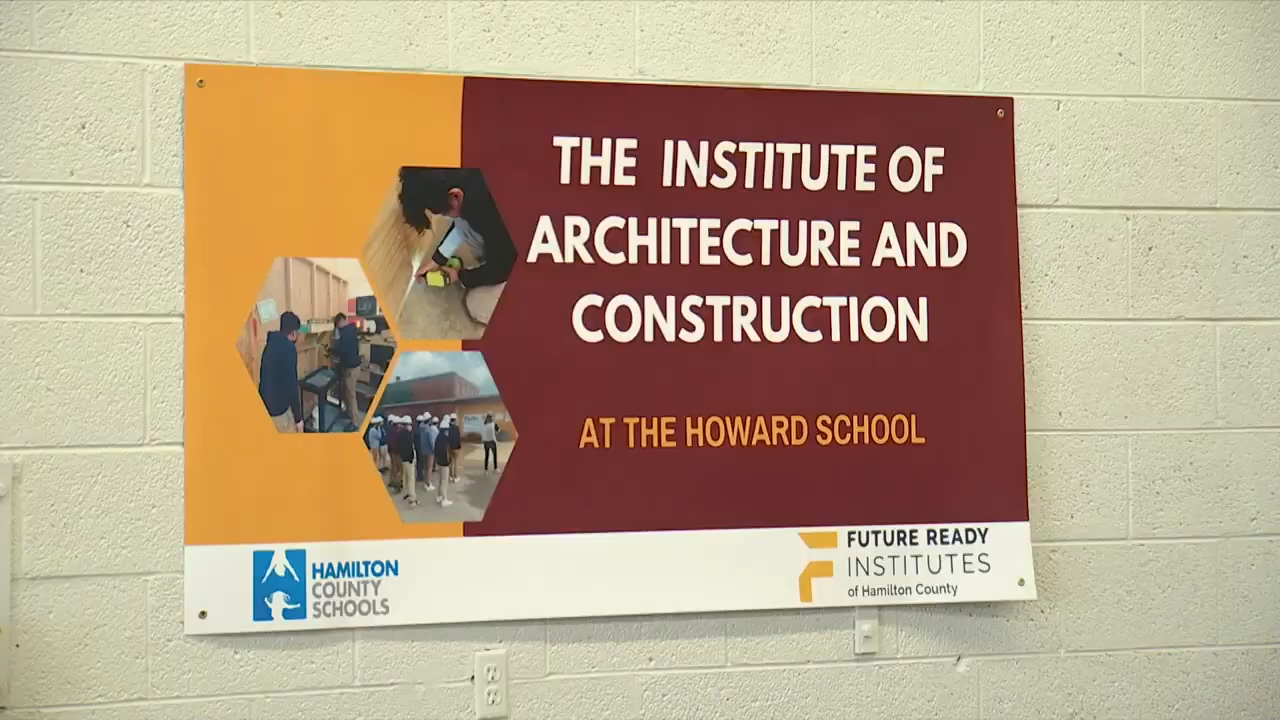 THE INSTITUTE OF
ARCHITECTURE AND
CONSTRUCTION
AT THE HOWARD SCHOOL
HAMILTON
COUNTY
SCHOOLS
FUTURE READY
INSTITUTES
of Hamilton County